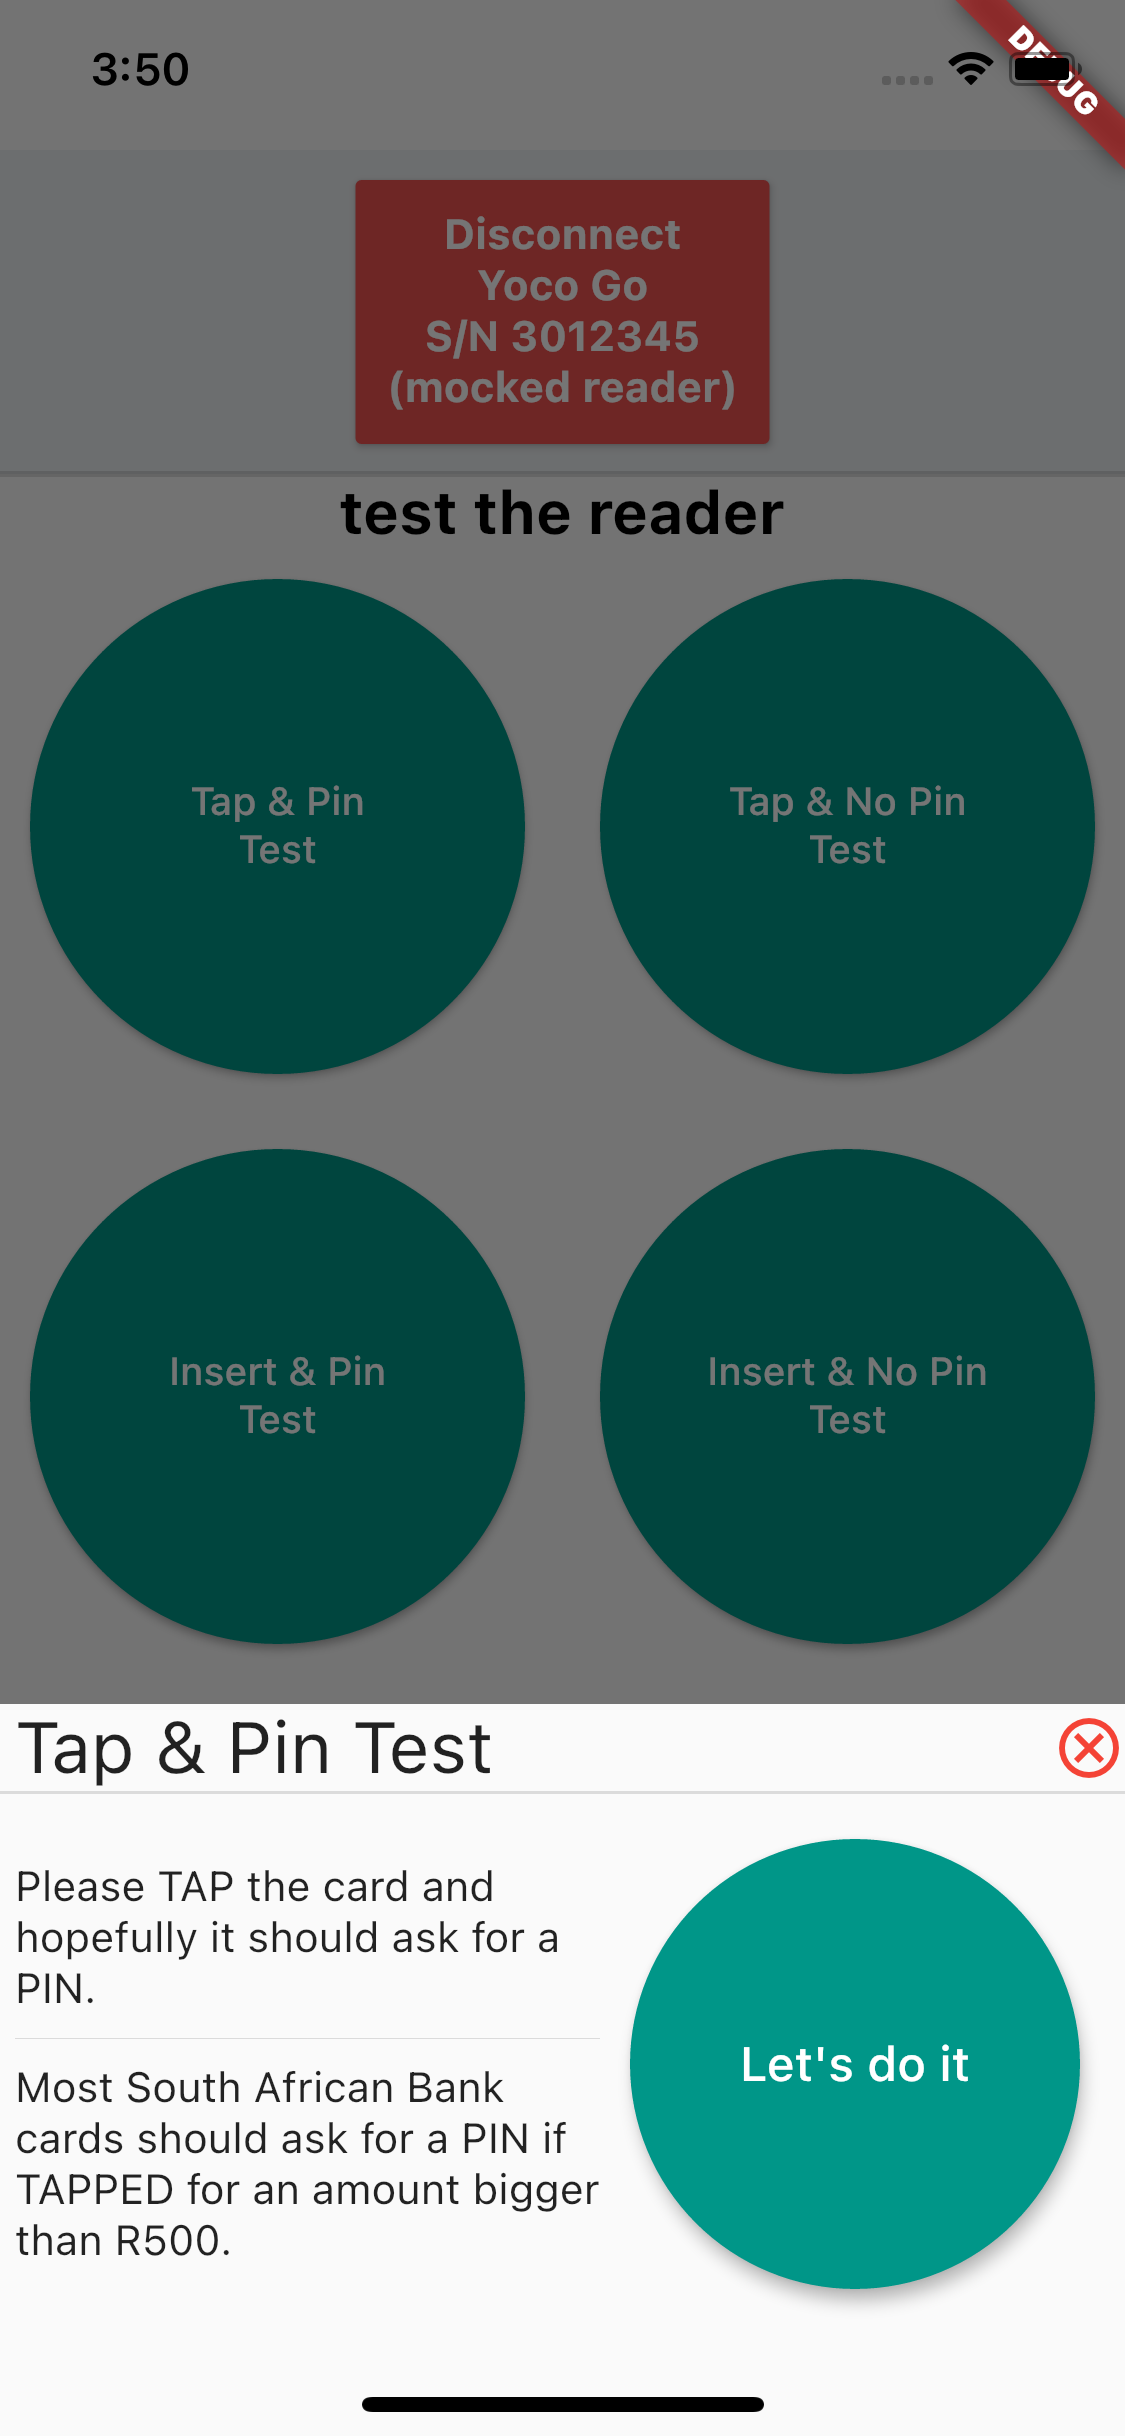 3:50
DEBUG
Disconnect
Yoco Go
S/N 3012345
(mocked reader)
test the reader
Tap & Pin
Test
Tap & No Pin
Test
Insert & Pin
Test
Insert & No Pin
Test
Tap & Pin Test
Please TAP the card and
hopefully it should ask for a
PIN.
Most South African Bank
cards should ask for a PIN if
TAPPED for an amount bigger
than R500.
Let's do it